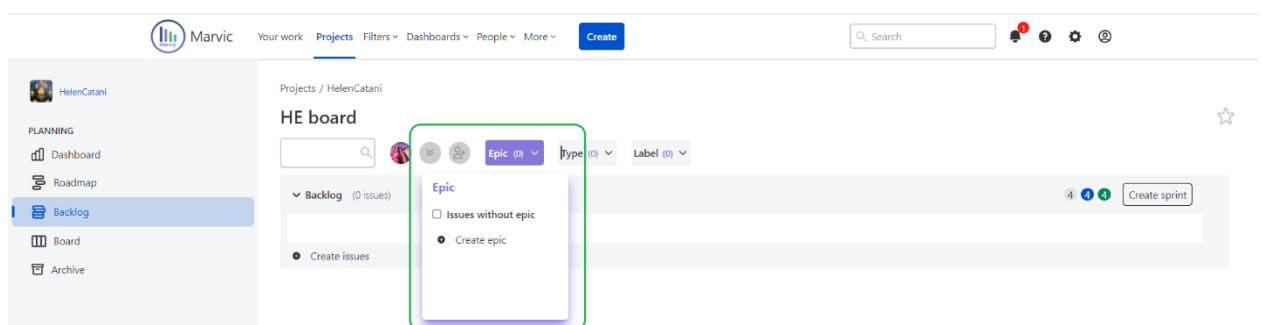 Marvic Your work Projects Filters Dashboards People More Create Search 1
HelenCatani
Projects / HelenCatani
HE board
PLANNING
Dashboard
Epic (0) Type (0) Label (0)
Roadmap
Epic
Backlog (0 issues) 4 4 4 Create sprint
Backlog
Issues without epic
Board
Create epic
Create issues
Archive